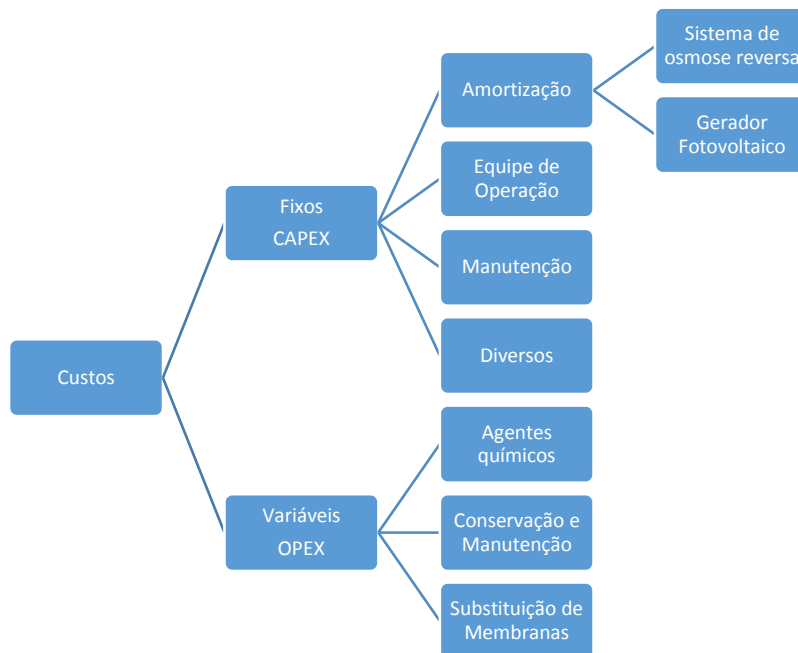 Custos
Fixos
CAPEX
Amortização
Sistema de
osmose reversa
Gerador
Fotovoltaico
Equipe de
Operação
Manutenção
Diversos
Variáveis
OPEX
Agentes
químicos
Conservação e
Manutenção
Substituição de
Membranas